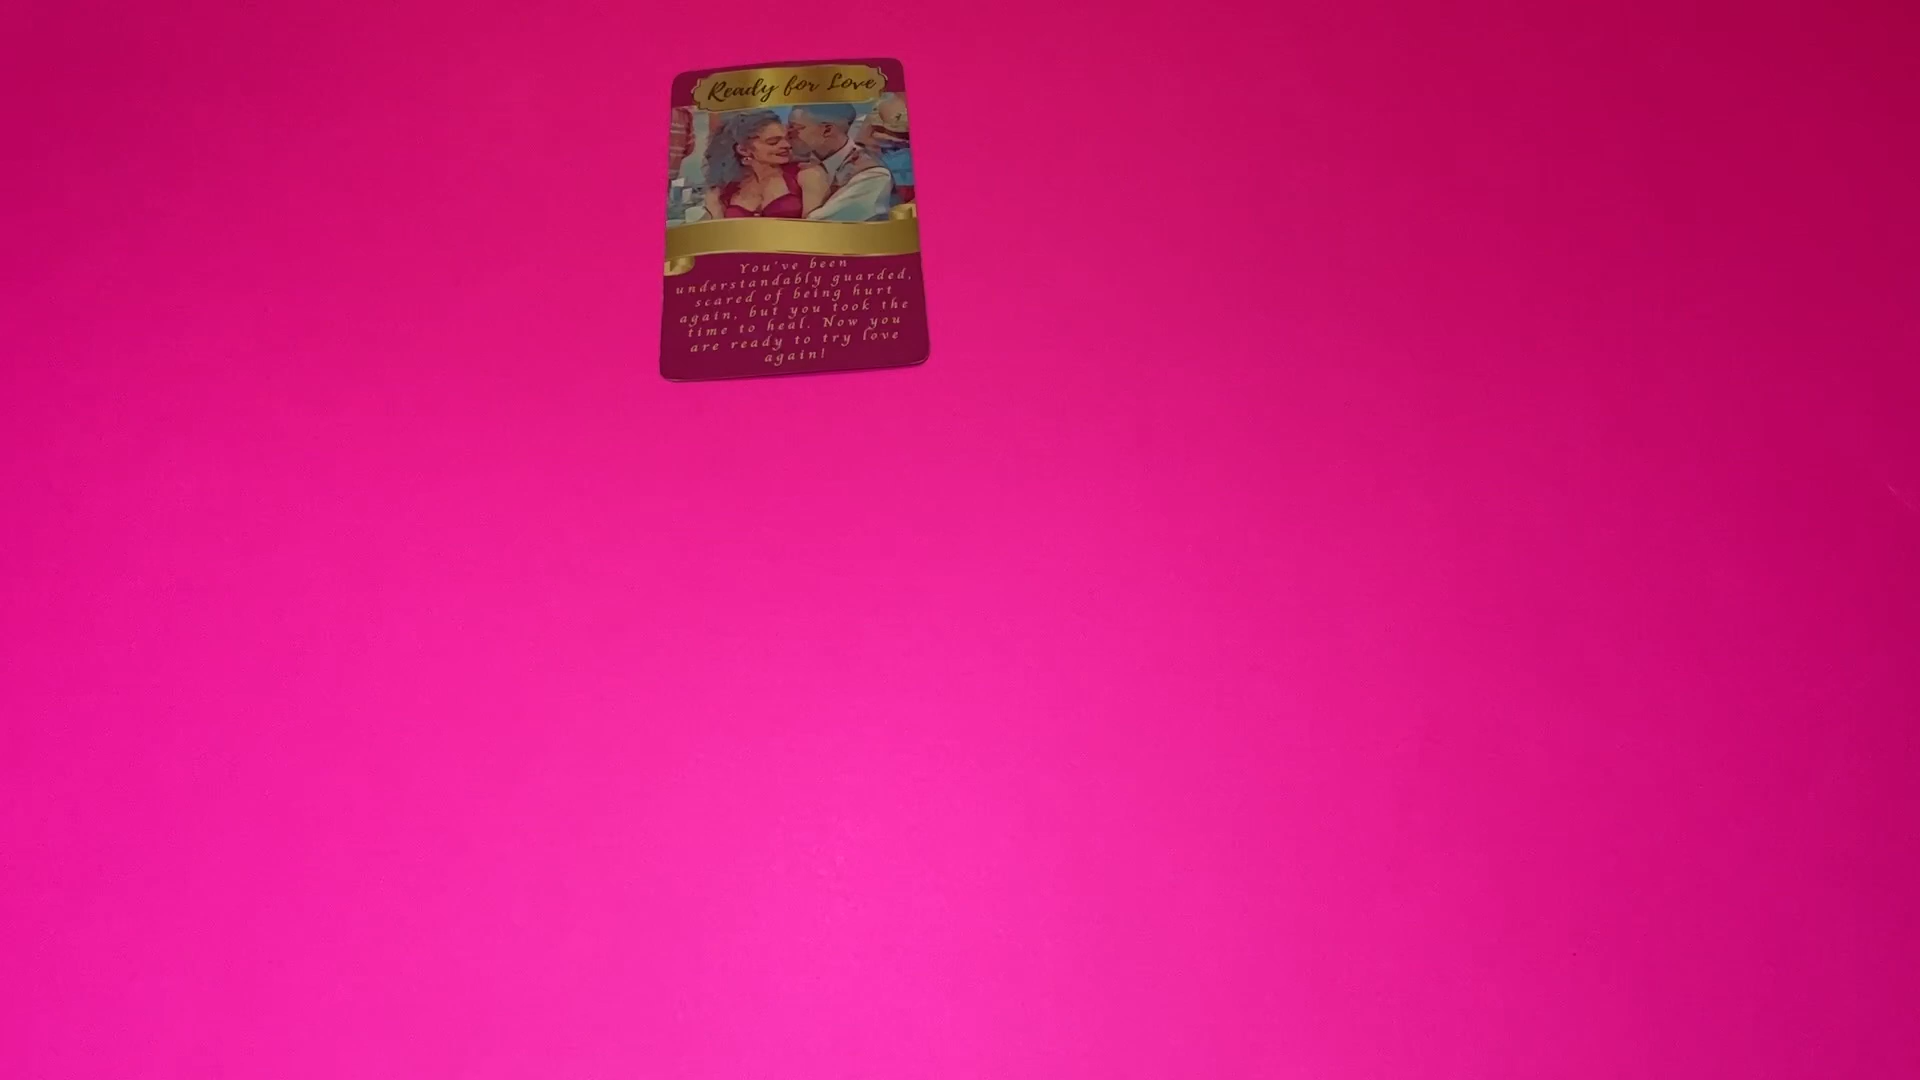 Ready for Love
You've been
understandably guarded,
scared of being hurt
again, but you took the
time to heal. Now you
are ready to try love
again!